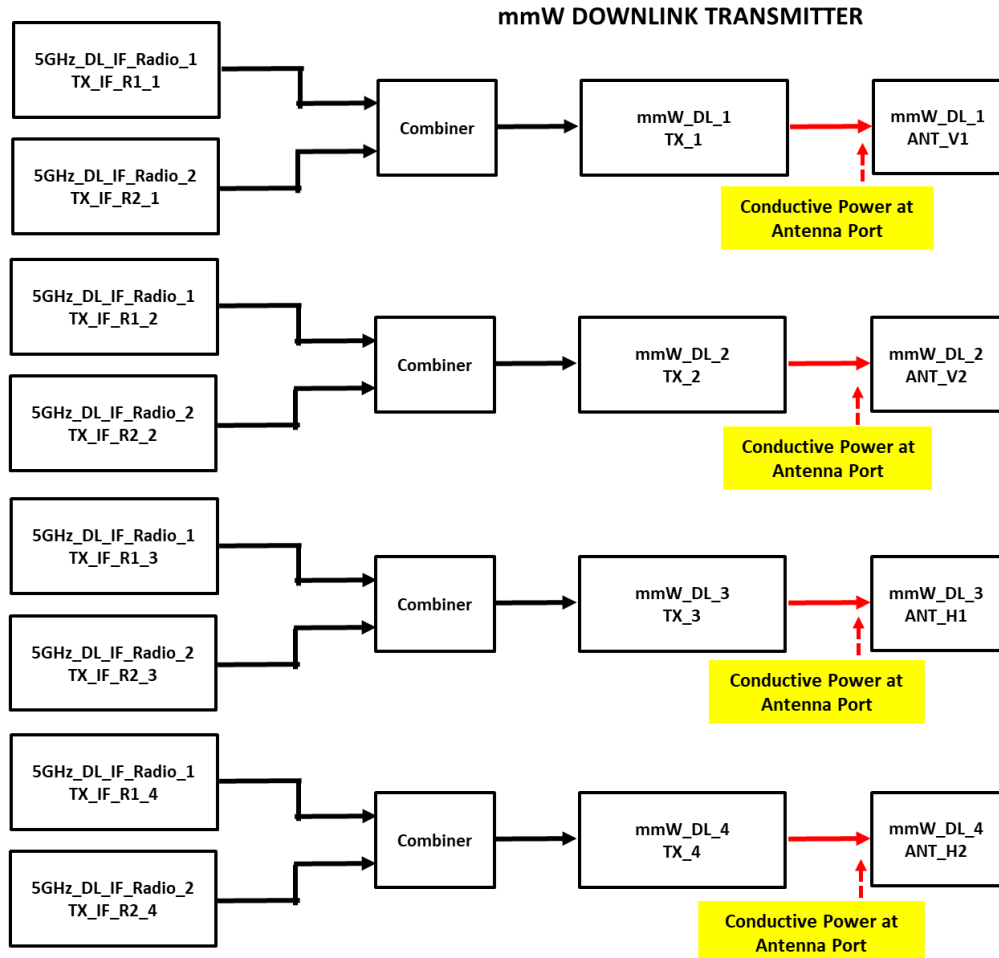 mmW DOWNLINK TRANSMITTER
5GHz_DL_IF_Radio_1
TX_IF_R1_1
5GHz_DL_IF_Radio_2
TX_IF_R2_1
Combiner
mmW_DL_1
TX_1
mmW_DL_1
ANT_V1
Conductive Power at
Antenna Port
5GHz_DL_IF_Radio_1
TX_IF_R1_2
5GHz_DL_IF_Radio_2
TX_IF_R2_2
Combiner
mmW_DL_2
TX_2
mmW_DL_2
ANT_V2
Conductive Power at
Antenna Port
5GHz_DL_IF_Radio_1
TX_IF_R1_3
5GHz_DL_IF_Radio_2
TX_IF_R2_3
Combiner
mmW_DL_3
TX_3
mmW_DL_3
ANT_H1
Conductive Power at
Antenna Port
5GHz_DL_IF_Radio_1
TX_IF_R1_4
5GHz_DL_IF_Radio_2
TX_IF_R2_4
Combiner
mmW_DL_4
TX_4
mmW_DL_4
ANT_H2
Conductive Power at
Antenna Port